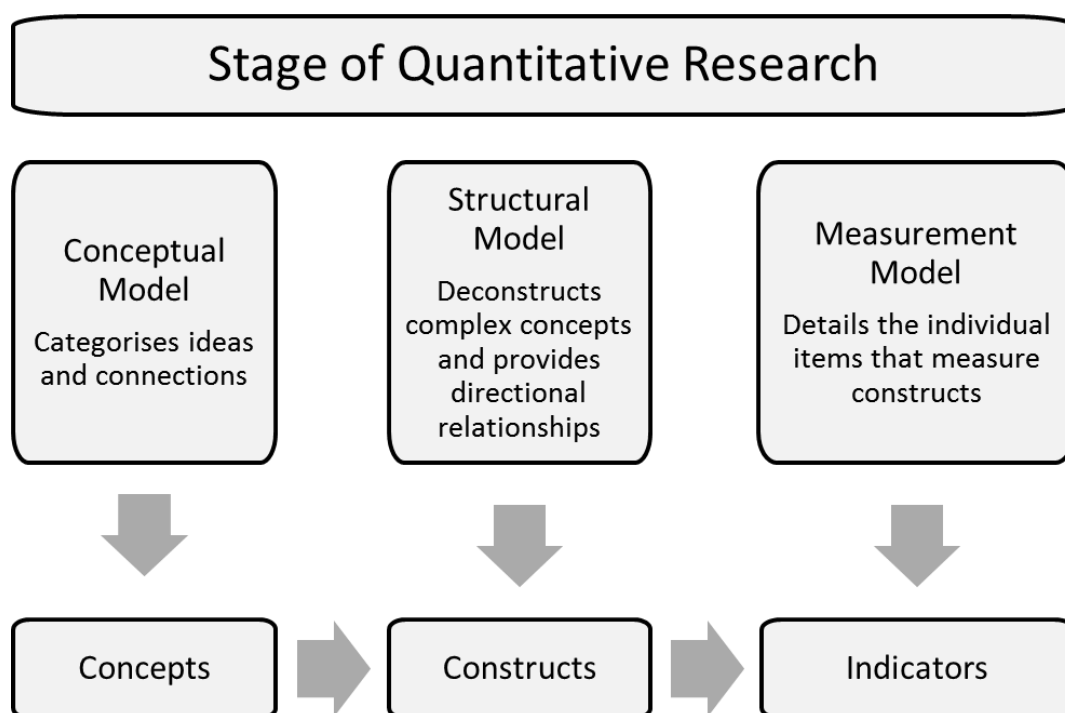 Stage of Quantitative Research
Conceptual
Model
Categorises ideas
and connections
Structural
Model
Deconstructs
complex concepts
and provides
directional
relationships
Measurement
Model
Details the individual
items that measure
constructs
Concepts
Constructs
Indicators